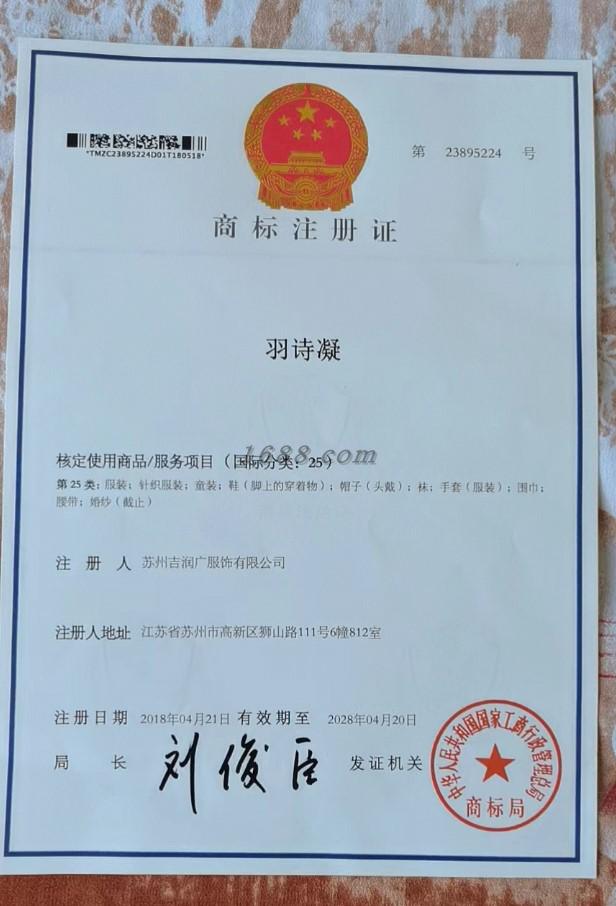 *TMZC23895224D01T180518*
第 23895224 号
商标注册证
羽诗凝
1688.com
核定使用商品/服务项目（国际分类：25）
第 25 类：服装；针织服装；童装；鞋（脚上的穿着物）；帽子（头戴）；袜；手套（服装）；围巾；
腰带；婚纱（截止）
注 册 人 苏州吉润广服饰有限公司
注册人地址 江苏省苏州市高新区狮山路111号6幢812室
注册日期 2018年04月21日 有效期至 2028年04月20日
局 长 刘俊臣 发证机关
中华人民共和国国家工商行政管理总局
商标局